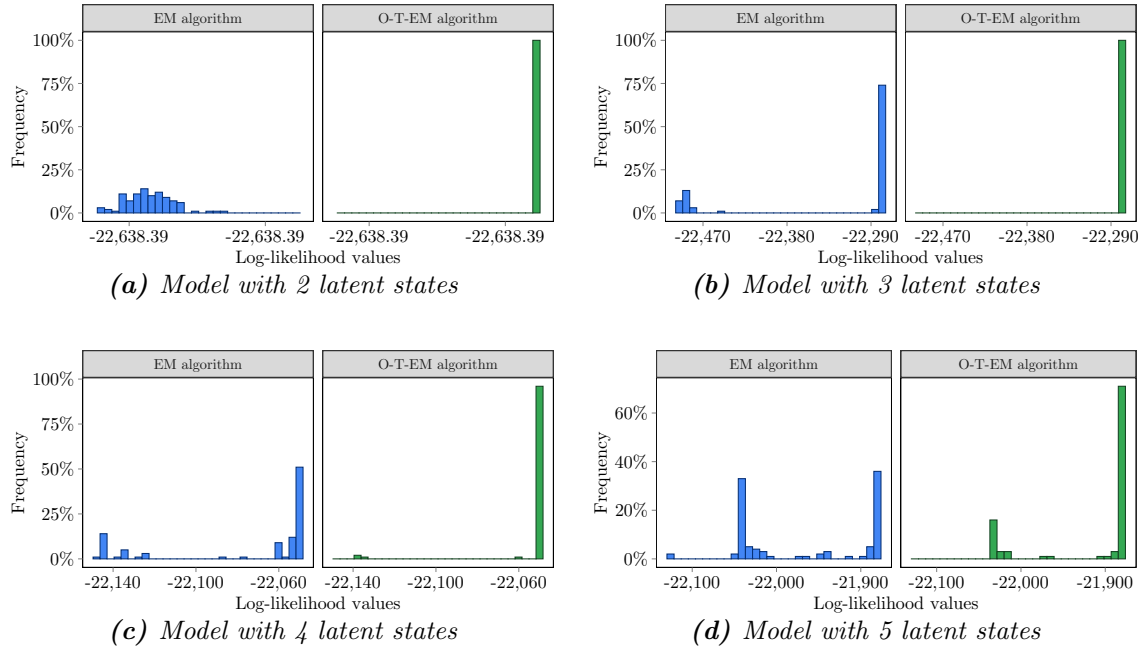 EM algorithm
O-T-EM algorithm
Frequency
100%
75%
50%
25%
0%
-22,638.39
-22,638.39
-22,638.39
-22,638.39
Log-likelihood values
(a) Model with 2 latent states
EM algorithm
O-T-EM algorithm
Frequency
100%
75%
50%
25%
0%
-22,470
-22,380
-22,290
-22,470
-22,380
-22,290
Log-likelihood values
(b) Model with 3 latent states
EM algorithm
O-T-EM algorithm
Frequency
100%
75%
50%
25%
0%
-22,140
-22,100
-22,060
-22,140
-22,100
-22,060
Log-likelihood values
(c) Model with 4 latent states
EM algorithm
O-T-EM algorithm
Frequency
60%
40%
20%
0%
-22,100
-22,000
-21,900
-22,100
-22,000
-21,900
Log-likelihood values
(d) Model with 5 latent states